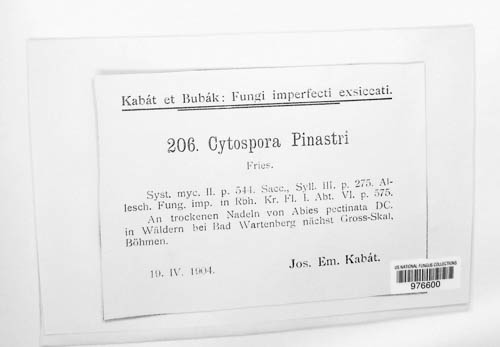 Kabát et Bubák: Fungi imperfecti exsiccati.
206. Cytospora Pinastri
Fries.
Syst. myc. II. p. 544. Sacc., Syll. III. p. 275. Al-
lesch. Fung. imp. in Rbh. Kr. Fl. I. Abt. VI. p. 575.
An trockenen Nadeln von Abies pectinata DC.
in Wäldern bei Bad Wartenberg nächst Gross-Skal,
Böhmen.
19. IV. 1904.
Jos. Em. Kabát.
US NATIONAL FUNGUS COLLECTIONS
976600